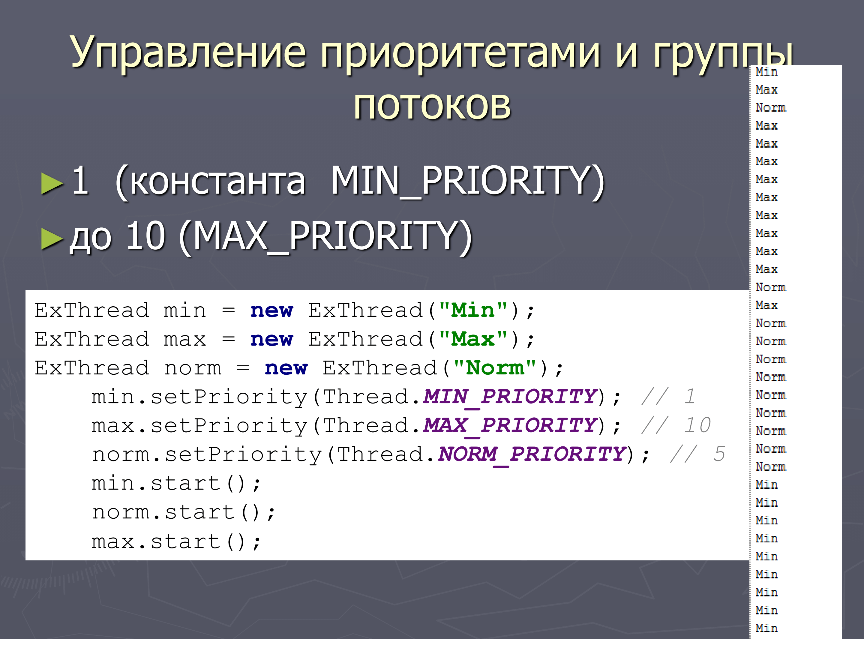 Управление приоритетами и группы
потоков
►1 (константа MIN_PRIORITY)
►до 10 (MAX_PRIORITY)
ExThread min = new ExThread("Min");
ExThread max = new ExThread("Max");
ExThread norm = new ExThread("Norm");
min.setPriority(Thread.MIN_PRIORITY); // 1
max.setPriority(Thread.MAX_PRIORITY); // 10
norm.setPriority(Thread.NORM_PRIORITY); // 5
min.start();
norm.start();
max.start();
Min
Max
Norm
Max
Max
Max
Max
Max
Max
Max
Max
Max
Norm
Max
Norm
Norm
Norm
Norm
Norm
Norm
Norm
Norm
Norm
Min
Min
Min
Min
Min
Min
Min
Min
Min